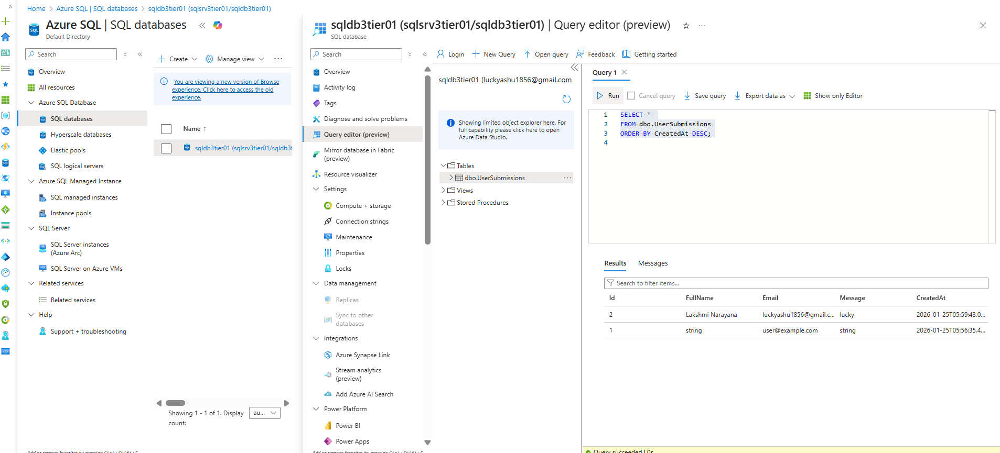 Home > Azure SQL | SQL databases > sqldb3tier01 (sqlsrv3tier01/sqldb3tier01)
Azure SQL | SQL databases
Default Directory
Search
Overview
All resources
Azure SQL Database
SQL databases
Hyperscale databases
Elastic pools
SQL logical servers
Azure SQL Managed Instance
SQL managed instances
Instance pools
SQL Server
SQL Server instances
(Azure Arc)
SQL Server on Azure VMs
Related services
Related services
Help
Support + troubleshooting
Create
Manage view
You are viewing a new version of Browse
experience. Click here to access the old
experience.
Name ↑
sqldb3tier01 (sqlsrv3tier01/sqldb3t
Showing 1 - 1 of 1. Display
count:
au...
sqldb3tier01 (sqlsrv3tier01/sqldb3tier01) | Query editor (preview)
SQL database
Search
Overview
Activity log
Tags
Diagnose and solve problems
Query editor (preview)
Mirror database in Fabric
(preview)
Resource visualizer
Settings
Compute + storage
Connection strings
Maintenance
Properties
Locks
Data management
Replicas
Sync to other
databases
Integrations
Azure Synapse Link
Stream analytics
(preview)
Add Azure AI Search
Power Platform
Power BI
Power Apps
Login
New Query
Open query
Feedback
Getting started
sqldb3tier01 (luckyashu1856@gmail.com
Showing limited object explorer here. For
full capability please click here to open
Azure Data Studio.
Tables
dbo.UserSubmissions
Views
Stored Procedures
Query 1
Run
Cancel query
Save query
Export data as
Show only Editor
1 SELECT *
2 FROM dbo.UserSubmissions
3 ORDER BY CreatedAt DESC;
4
Results
Messages
Search to filter items...
Id FullName Email Message CreatedAt
2 Lakshmi Narayana luckyashu1856@gmail.c... lucky 2026-01-25T05:59:43.0...
1 string user@example.com string 2026-01-25T05:56:35.4...
Query succeeded | 0s